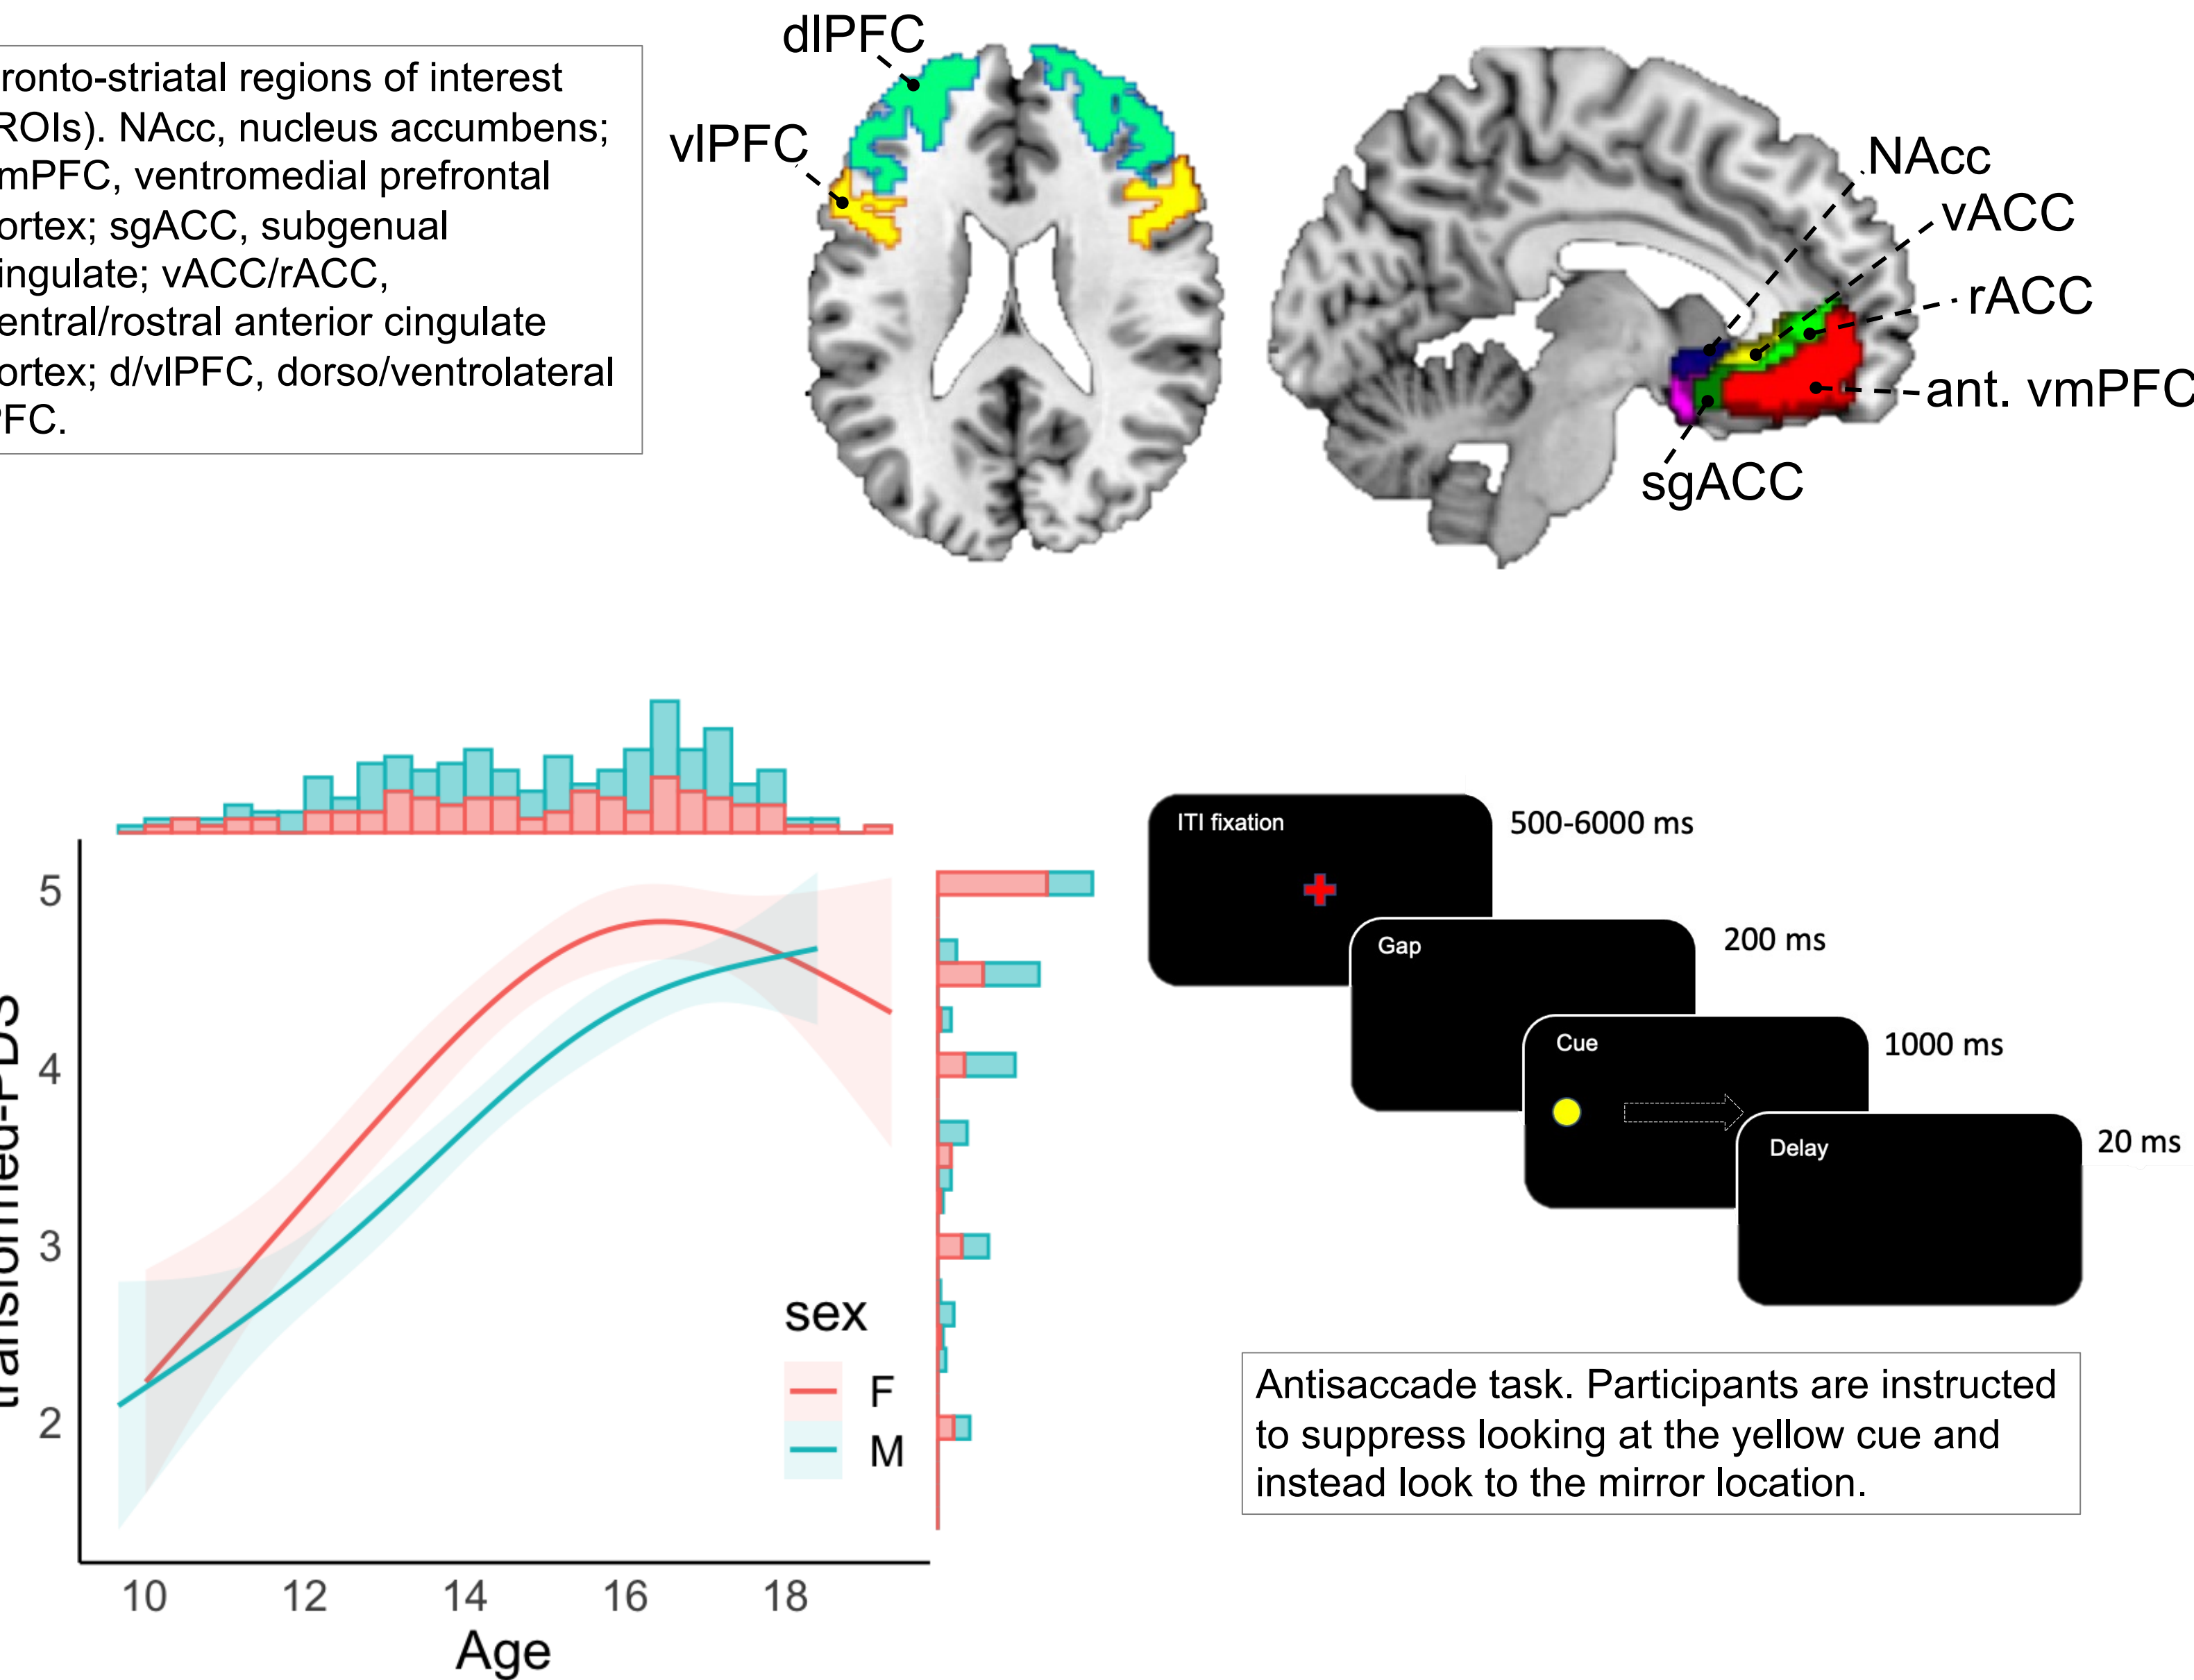 ronto-striatal regions of interest
ROIs). NAcc, nucleus accumbens;
mPFC, ventromedial prefrontal
ortex; sgACC, subgenual
ingulate; vACC/rACC,
entral/rostral anterior cingulate
ortex; d/vlPFC, dorso/ventrolateral
PFC.
dlPFC
vlPFC
NAcc
vACC
rACC
ant. vmPFC
sgACC
transformed-PDS
5
4
3
2
10 12 14 16 18
Age
sex
F
M
ITI fixation
500-6000 ms
Gap
200 ms
Cue
1000 ms
Delay
20 ms
Antisaccade task. Participants are instructed
to suppress looking at the yellow cue and
instead look to the mirror location.